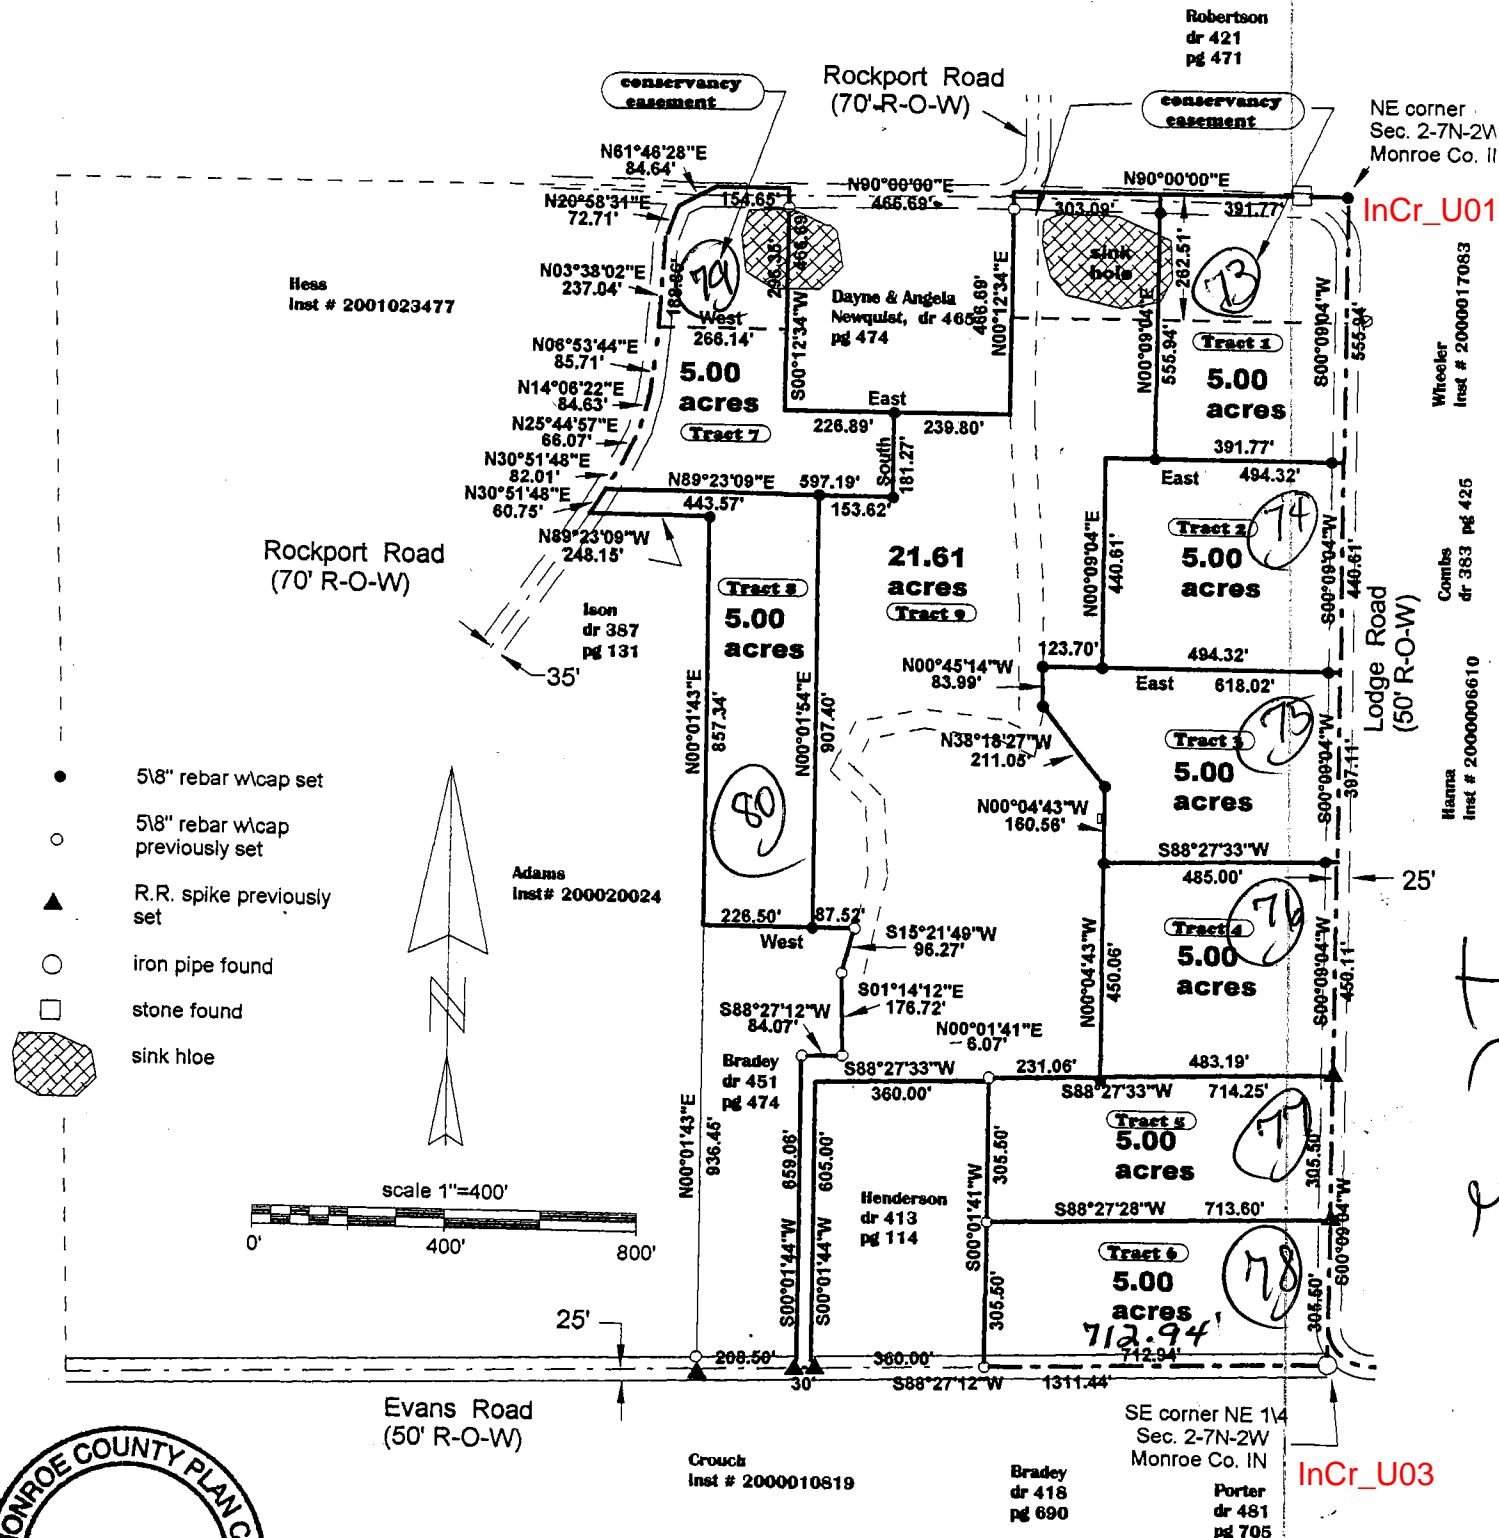 Robertson
dr 421
pg 471
Rockport Road
(70'-R-O-W)
conservancy
easement
conservancy
easement
NE corner
Sec. 2-7N-2W
Monroe Co. IN
InCr_U01
N61°46'28"E
84.64'
N20°58'31"E
72.71'
154.65'
N90°00'00"E
466.69'
N90°00'00"E
303.09'
391.77'
N03°38'02"E
237.04'
Hess
Inst # 2001023477
79
West
266.14'
S00°12'34"W
466.69'
Dayne & Angela
Newquist, dr 465
pg 474
466.69'
N00°12'34"E
sink
hole
262.51'
73
Tract 1
5.00
acres
N00°09'04"E
555.94'
S00°09'04"W
555.94'
Wheeler
Inst # 2000017083
N06°53'44"E
85.71'
N14°06'22"E
84.63'
N25°44'57"E
66.07'
N30°51'48"E
82.01'
N30°51'48"E
60.75'
5.00
acres
Tract 7
East
226.89'
239.80'
South
181.27'
391.77'
East
494.32'
N89°23'09"E
597.19'
443.57'
153.62'
N89°23'09"W
248.15'
Rockport Road
(70' R-O-W)
35'
Ison
dr 387
pg 131
Tract 8
5.00
acres
21.61
acres
Tract 9
N00°09'04"E
440.61'
Tract 2
5.00
acres
74
S00°09'04"W
440.61'
Combs
dr 383 pg 425
Lodge Road
(50' R-O-W)
123.70'
494.32'
East
618.02'
N00°45'14"W
83.99'
N00°01'43"E
857.34'
N00°01'54"E
907.40'
N38°18'27"W
211.05'
Tract 3
5.00
acres
75
S00°09'04"W
397.11'
Hanna
Inst # 2000006610
N00°04'43"W
160.56'
S88°27'33"W
485.00'
25'
80
5\8" rebar w\cap set
5\8" rebar w\cap
previously set
R.R. spike previously
set
iron pipe found
stone found
sink hloe
N
Adams
Inst# 200020024
226.50'
87.52'
West
S15°21'49"W
96.27'
S01°14'12"E
176.72'
S88°27'12"W
84.07'
N00°01'41"E
6.07'
Tract 4
5.00
acres
76
N00°04'43"W
450.06'
S00°09'04"W
450.11'
Bradey
dr 451
pg 474
S88°27'33"W
360.00'
231.06'
483.19'
S88°27'33"W
714.25'
Tract 5
5.00
acres
77
305.50'
305.50'
N00°01'43"E
936.45'
659.06'
S00°01'44"W
605.00'
S00°01'44"W
Henderson
dr 413
pg 114
S00°01'41"W
S88°27'28"W
713.60'
Tract 6
5.00
acres
78
S00°09'04"W
305.50'
305.50'
712.94'
712.94'
scale 1"=400'
0'
400'
800'
25'
208.50'
30'
360.00'
S88°27'12"W
1311.44'
Evans Road
(50' R-O-W)
SE corner NE 1\4
Sec. 2-7N-2W
Monroe Co. IN
InCr_U03
Crouch
Inst # 2000010819
Bradey
dr 418
pg 690
Porter
dr 481
pg 705
MONROE COUNTY PLAN C